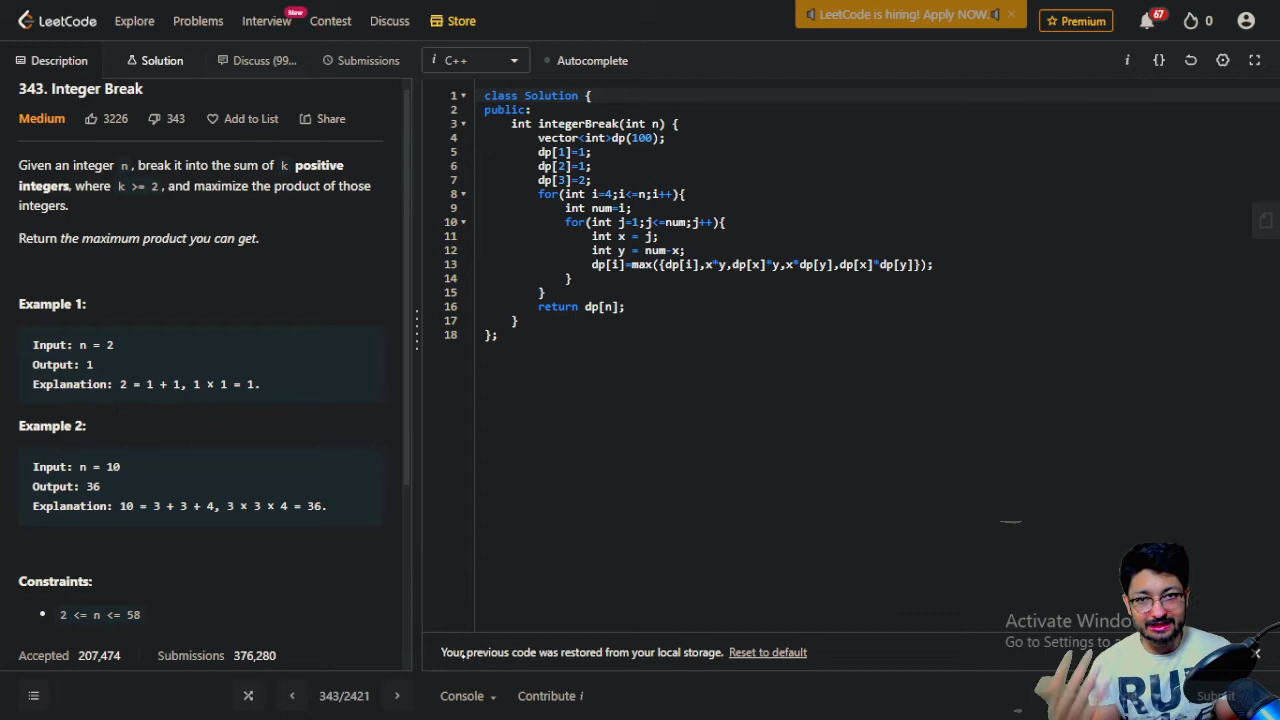 LeetCode
Explore
Problems
Interview
New
Contest
Discuss
Store
LeetCode is hiring! Apply NOW.
Premium
67
0
Description
Solution
Discuss (99...
Submissions
i C++
Autocomplete
343. Integer Break
Medium
3226
343
Add to List
Share
Given an integer n, break it into the sum of k positive
integers, where k >= 2, and maximize the product of those
integers.
Return the maximum product you can get.
Example 1:
Input: n = 2
Output: 1
Explanation: 2 = 1 + 1, 1 × 1 = 1.
Example 2:
Input: n = 10
Output: 36
Explanation: 10 = 3 + 3 + 4, 3 × 3 × 4 = 36.
Constraints:
2 <= n <= 58
Accepted 207,474
Submissions 376,280
343/2421
1 class Solution {
2 public:
3 int integerBreak(int n) {
4 vector<int>dp(100);
5 dp[1]=1;
6 dp[2]=1;
7 dp[3]=2;
8 for(int i=4;i<=n;i++){
9 int num=i;
10 for(int j=1;j<=num;j++){
11 int x = j;
12 int y = num-x;
13 dp[i]=max({dp[i],x*y,dp[x]*y,x*dp[y],dp[x]*dp[y]});
14 }
15 }
16 return dp[n];
17 }
18 };
Your previous code was restored from your local storage. Reset to default
Console
Contribute i
Activate Windo
Go to Settings to a
Submit